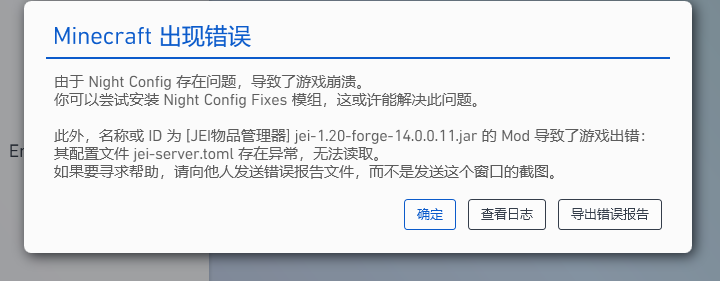 Minecraft 出现错误
由于 Night Config 存在问题，导致了游戏崩溃。
你可以尝试安装 Night Config Fixes 模组，这或许能解决此问题。
此外，名称或 ID 为 [JEI物品管理器] jei-1.20-forge-14.0.0.11.jar 的 Mod 导致了游戏出错：
其配置文件 jei-server.toml 存在异常，无法读取。
如果要寻求帮助，请向他人发送错误报告文件，而不是发送这个窗口的截图。
确定
查看日志
导出错误报告